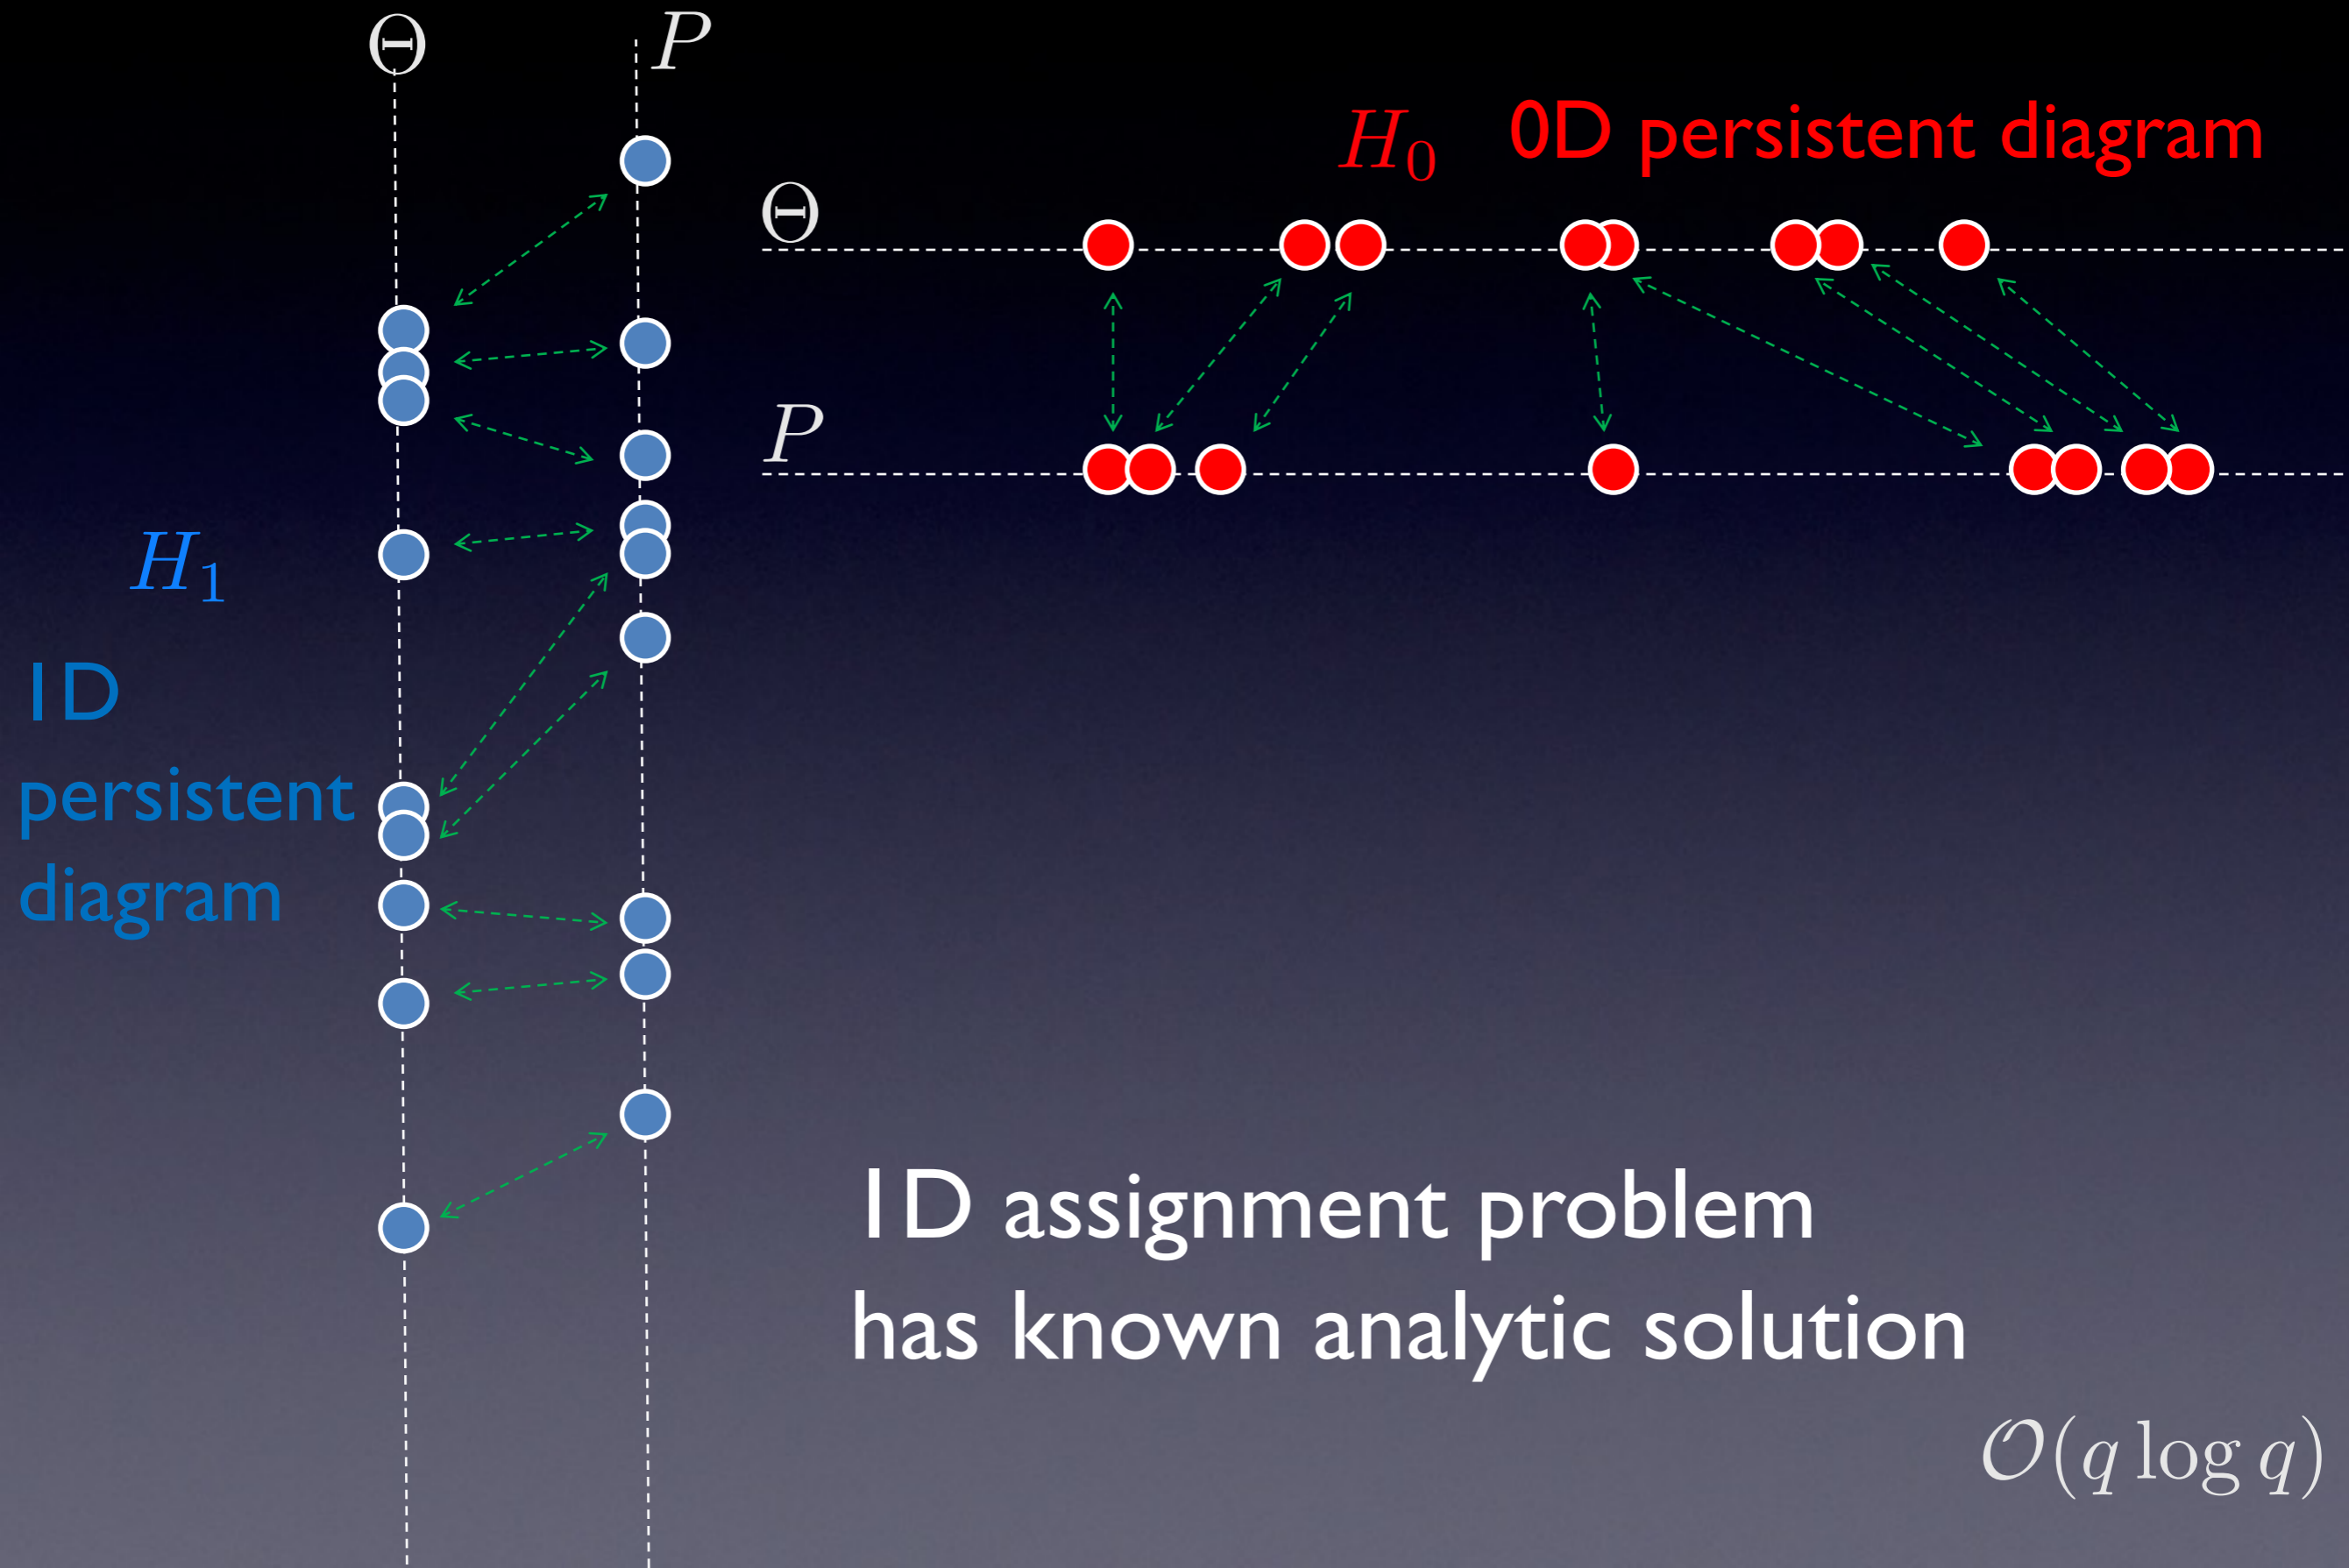 Θ
P
H₀ 0D persistent diagram
Θ
P
H₁
1D
persistent
diagram
1D assignment problem
has known analytic solution
𝒪(q log q)